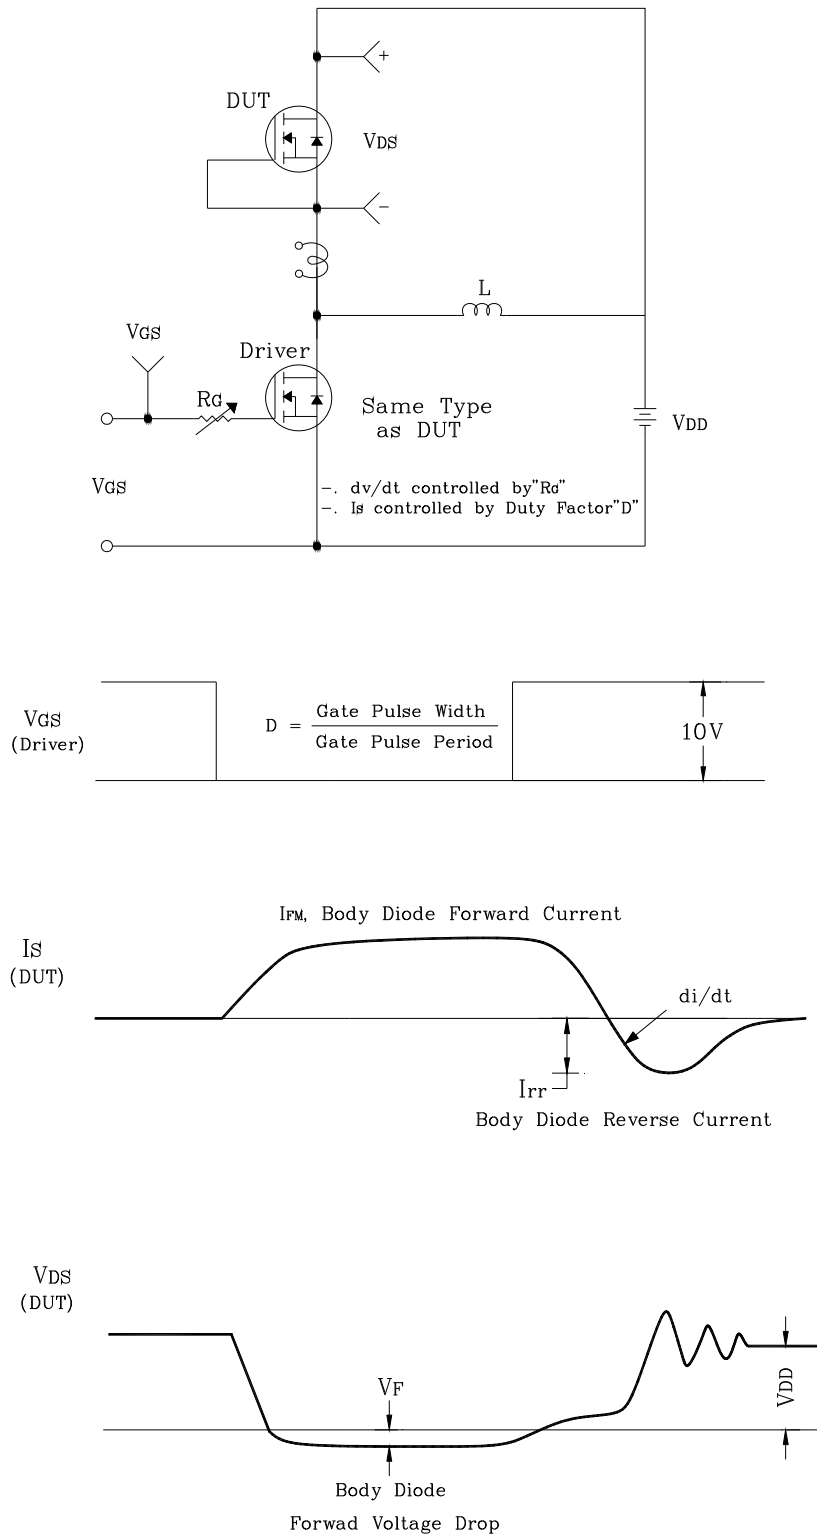 +
DUT
VDS
-
L
VGS
Driver
RG
Same Type
as DUT
VDD
VGS
-. dv/dt controlled by"RG"
-. Is controlled by Duty Factor"D"
VGS
(Driver)
D = Gate Pulse Width
Gate Pulse Period
10V
IFM, Body Diode Forward Current
IS
(DUT)
di/dt
Irr
Body Diode Reverse Current
VDS
(DUT)
VF
VDD
Body Diode
Forwad Voltage Drop